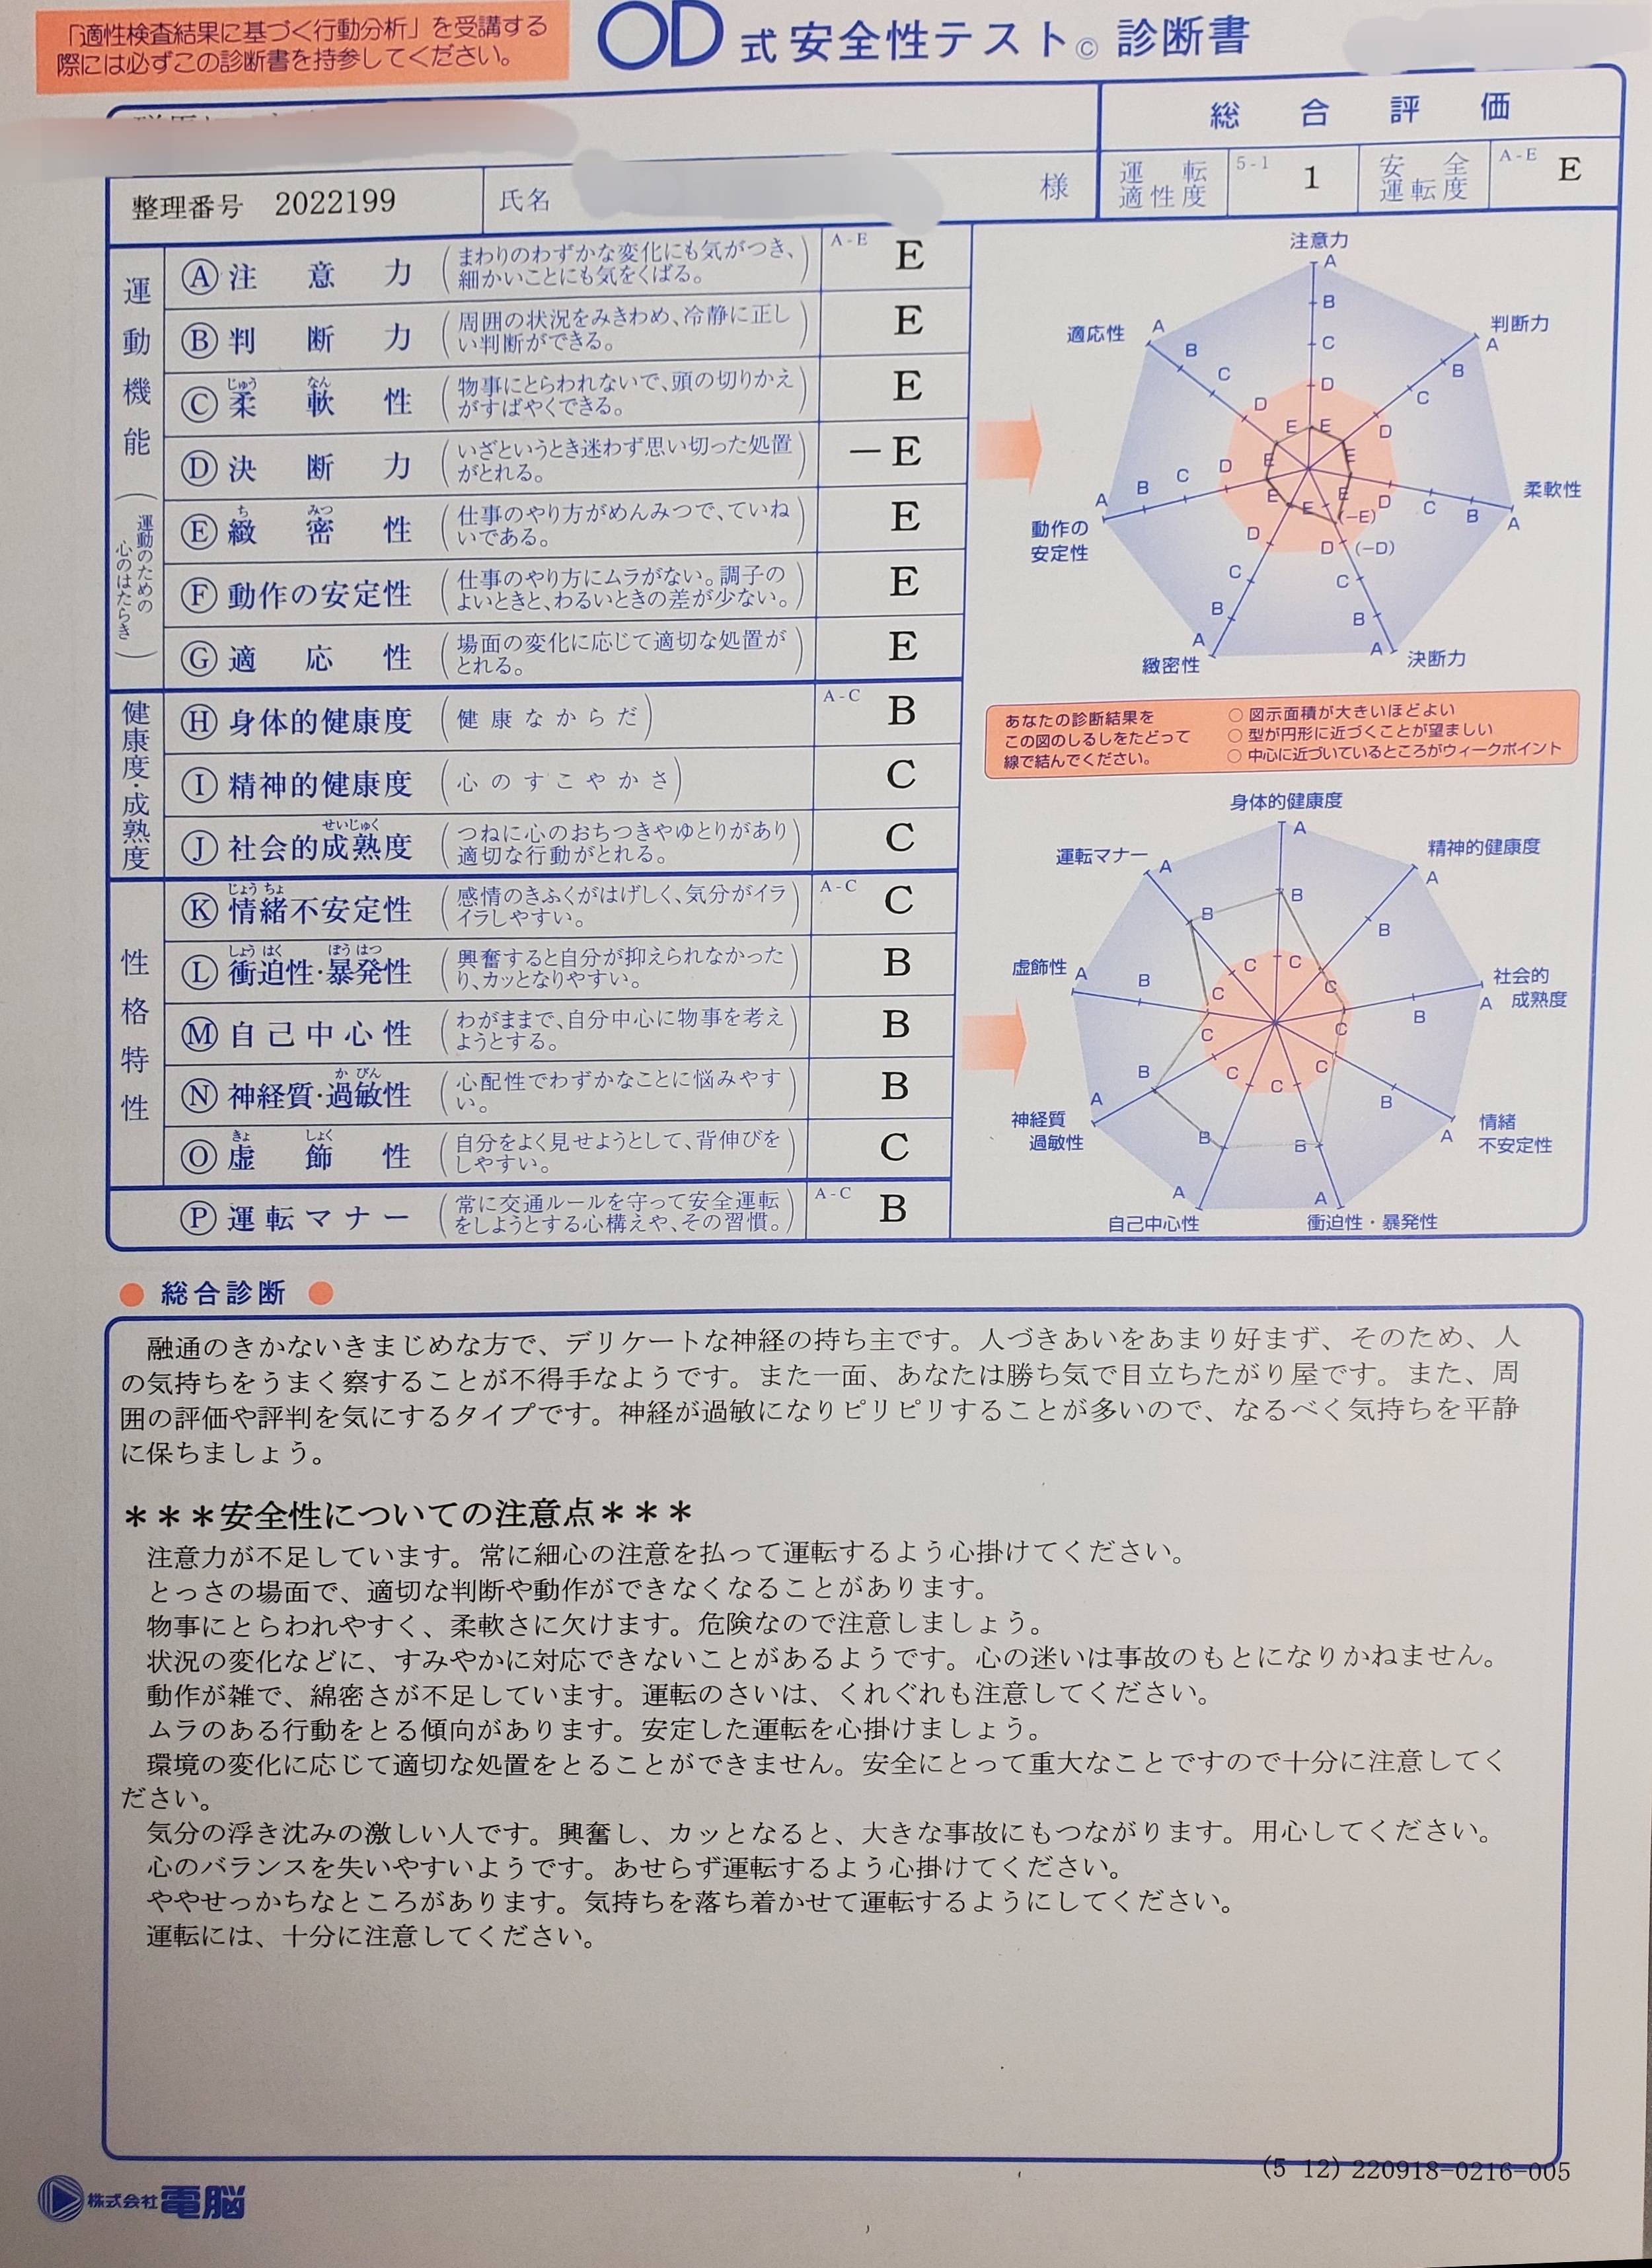 「適性検査結果に基づく行動分析」を受講する
際には必ずこの診断書を持参してください。
OD式安全性テスト©診断書
総合評価
整理番号 2022199
氏名
様
運転適性度 5-1 1
安全運転度 A-E E
運動機能(運動のための心のはたらき)
Ⓐ 注意力 (まわりのわずかな変化にも気がつき、細かいことにも気をくばる。) A-E E
Ⓑ 判断力 (周囲の状況をみきわめ、冷静に正しい判断ができる。) E
Ⓒ 柔軟性 じゅう なん (物事にとらわれないで、頭の切りかえがすばやくできる。) E
Ⓓ 決断力 (いざというとき迷わず思い切った処置がとれる。) −E
Ⓔ 緻密性 ち みつ (仕事のやり方がめんみつで、ていねいである。) E
Ⓕ 動作の安定性 (仕事のやり方にムラがない。調子のよいときと、わるいときの差が少ない。) E
Ⓖ 適応性 (場面の変化に応じて適切な処置がとれる。) E
健康度・成熟度
Ⓗ 身体的健康度 (健康なからだ) A-C B
Ⓘ 精神的健康度 (心のすこやかさ) C
Ⓙ 社会的成熟度 せいじゅく (つねに心のおちつきやゆとりがあり適切な行動がとれる。) C
性格特性
Ⓚ 情緒不安定性 じょうちょ (感情のきふくがはげしく、気分がイライラしやすい。) A-C C
Ⓛ 衝迫性・暴発性 しょうはく ぼうはつ (興奮すると自分が抑えられなかったり、カッとなりやすい。) B
Ⓜ 自己中心性 (わがままで、自分中心に物事を考えようとする。) B
Ⓝ 神経質・過敏性 かびん (心配性でわずかなことに悩みやすい。) B
Ⓞ 虚飾性 きょ しょく (自分をよく見せようとして、背伸びをしやすい。) C
Ⓟ 運転マナー (常に交通ルールを守って安全運転をしようとする心構えや、その習慣。) A-C B
注意力
A B C D E
判断力
A B C D E
柔軟性
A B C D E
決断力
A B C D (-D) E (-E)
緻密性
A B C D E
動作の
安定性
A B C D E
適応性
A B C D E
あなたの診断結果を
この図のしるしをたどって
線で結んでください。
○ 図示面積が大きいほどよい
○ 型が円形に近づくことが望ましい
○ 中心に近づいているところがウィークポイント
身体的健康度
A B C
精神的健康度
A B C
社会的
成熟度
A B C
情緒
不安定性
A B C
衝迫性・暴発性
A B C
自己中心性
A B C
神経質
過敏性
A B C
虚飾性
A B C
運転マナー
A B C
● 総合診断 ●
融通のきかないきまじめな方で、デリケートな神経の持ち主です。人づきあいをあまり好まず、そのため、人
の気持ちをうまく察することが不得手なようです。また一面、あなたは勝ち気で目立ちたがり屋です。また、周
囲の評価や評判を気にするタイプです。神経が過敏になりピリピリすることが多いので、なるべく気持ちを平静
に保ちましょう。
＊＊＊安全性についての注意点＊＊＊
注意力が不足しています。常に細心の注意を払って運転するよう心掛けてください。
とっさの場面で、適切な判断や動作ができなくなることがあります。
物事にとらわれやすく、柔軟さに欠けます。危険なので注意しましょう。
状況の変化などに、すみやかに対応できないことがあるようです。心の迷いは事故のもとになりかねません。
動作が雑で、綿密さが不足しています。運転のさいは、くれぐれも注意してください。
ムラのある行動をとる傾向があります。安定した運転を心掛けましょう。
環境の変化に応じて適切な処置をとることができません。安全にとって重大なことですので十分に注意してく
ださい。
気分の浮き沈みの激しい人です。興奮し、カッとなると、大きな事故にもつながります。用心してください。
心のバランスを失いやすいようです。あせらず運転するよう心掛けてください。
ややせっかちなところがあります。気持ちを落ち着かせて運転するようにしてください。
運転には、十分に注意してください。
(5 12) 220918-0216-005
株式会社電脳